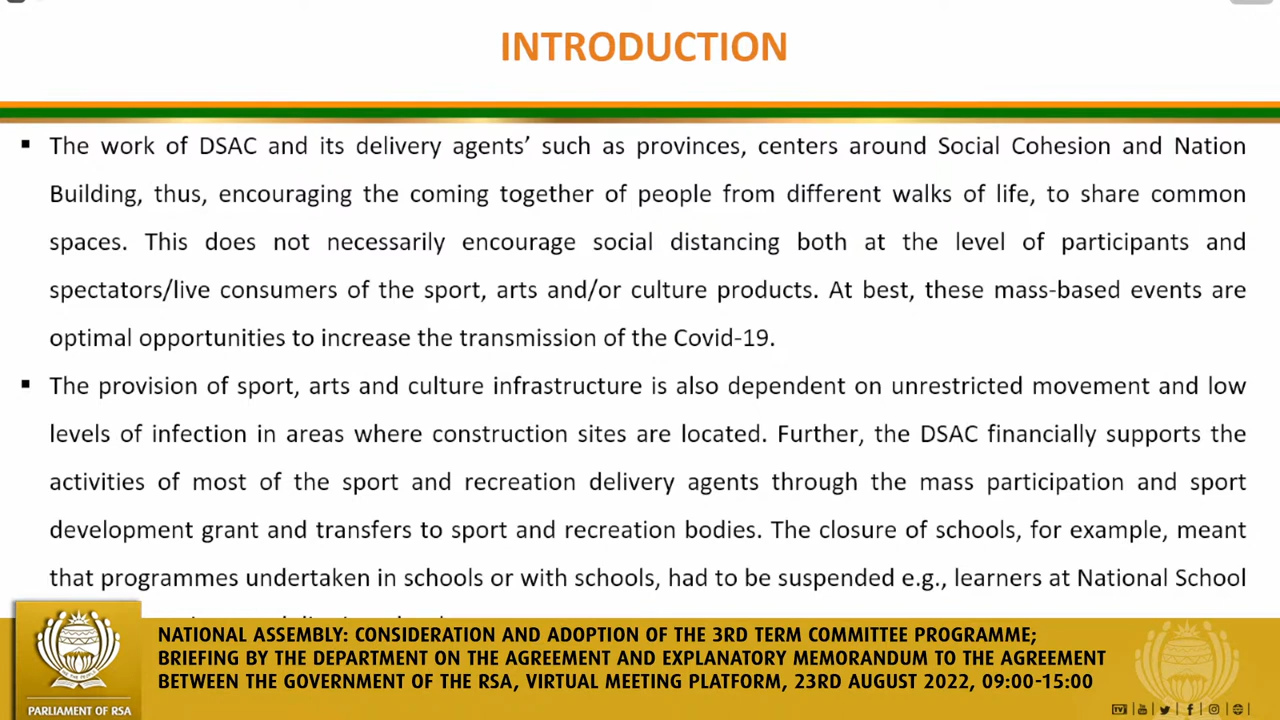 INTRODUCTION
▪ The work of DSAC and its delivery agents’ such as provinces, centers around Social Cohesion and Nation
Building, thus, encouraging the coming together of people from different walks of life, to share common
spaces. This does not necessarily encourage social distancing both at the level of participants and
spectators/live consumers of the sport, arts and/or culture products. At best, these mass-based events are
optimal opportunities to increase the transmission of the Covid-19.
▪ The provision of sport, arts and culture infrastructure is also dependent on unrestricted movement and low
levels of infection in areas where construction sites are located. Further, the DSAC financially supports the
activities of most of the sport and recreation delivery agents through the mass participation and sport
development grant and transfers to sport and recreation bodies. The closure of schools, for example, meant
that programmes undertaken in schools or with schools, had to be suspended e.g., learners at National School
NATIONAL ASSEMBLY: CONSIDERATION AND ADOPTION OF THE 3RD TERM COMMITTEE PROGRAMME;
BRIEFING BY THE DEPARTMENT ON THE AGREEMENT AND EXPLANATORY MEMORANDUM TO THE AGREEMENT
BETWEEN THE GOVERNMENT OF THE RSA, VIRTUAL MEETING PLATFORM, 23RD AUGUST 2022, 09:00-15:00
PARLIAMENT OF RSA